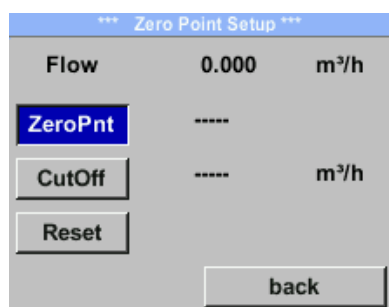 *** Zero Point Setup ***
Flow 0.000 m³/h
ZeroPnt -----
CutOff ----- m³/h
Reset
back